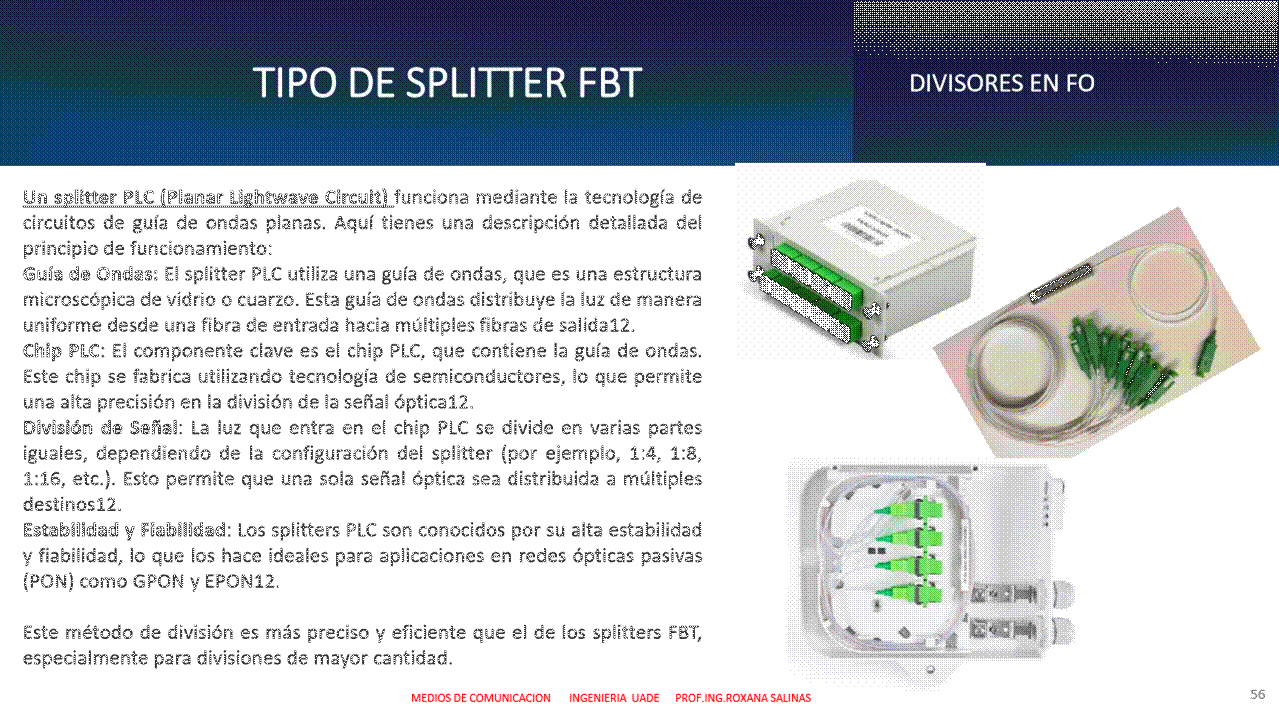 TIPO DE SPLITTER FBT
DIVISORES EN FO
Un splitter PLC (Planar Lightwave Circuit) funciona mediante la tecnología de
circuitos de guía de ondas planas. Aquí tienes una descripción detallada del
principio de funcionamiento:
Guía de Ondas: El splitter PLC utiliza una guía de ondas, que es una estructura
microscópica de vidrio o cuarzo. Esta guía de ondas distribuye la luz de manera
uniforme desde una fibra de entrada hacia múltiples fibras de salida12.
Chip PLC: El componente clave es el chip PLC, que contiene la guía de ondas.
Este chip se fabrica utilizando tecnología de semiconductores, lo que permite
una alta precisión en la división de la señal óptica12.
División de Señal: La luz que entra en el chip PLC se divide en varias partes
iguales, dependiendo de la configuración del splitter (por ejemplo, 1:4, 1:8,
1:16, etc.). Esto permite que una sola señal óptica sea distribuida a múltiples
destinos12.
Estabilidad y Fiabilidad: Los splitters PLC son conocidos por su alta estabilidad
y fiabilidad, lo que los hace ideales para aplicaciones en redes ópticas pasivas
(PON) como GPON y EPON12.
Este método de división es más preciso y eficiente que el de los splitters FBT,
especialmente para divisiones de mayor cantidad.
MEDIOS DE COMUNICACION INGENIERIA UADE PROF.ING.ROXANA SALINAS
56